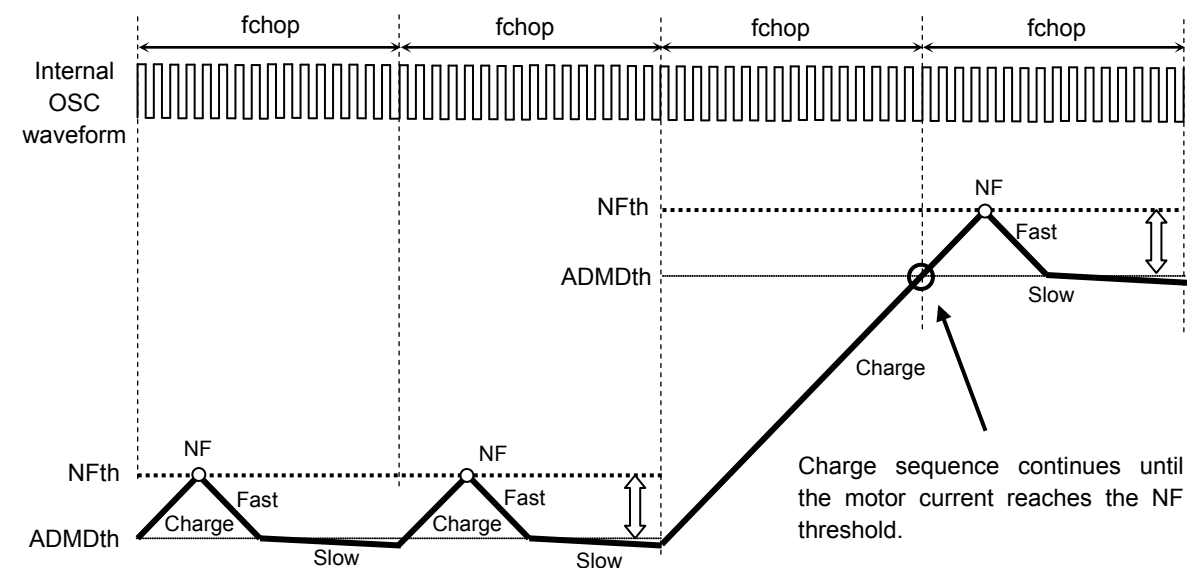 fchop
fchop
fchop
fchop
Internal
OSC
waveform
NF
NFth
Fast
ADMDth
Slow
Charge
NF
NF
NFth
Fast
Fast
Charge
Charge
ADMDth
Slow
Slow
Charge sequence continues until
the motor current reaches the NF
threshold.